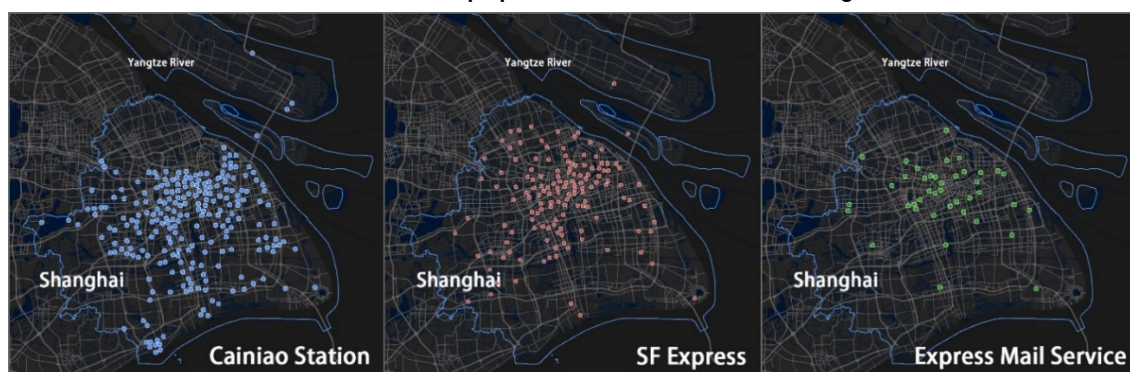 Yangtze River
Shanghai
Cainiao Station
Yangtze River
Shanghai
SF Express
Yangtze River
Shanghai
Express Mail Service